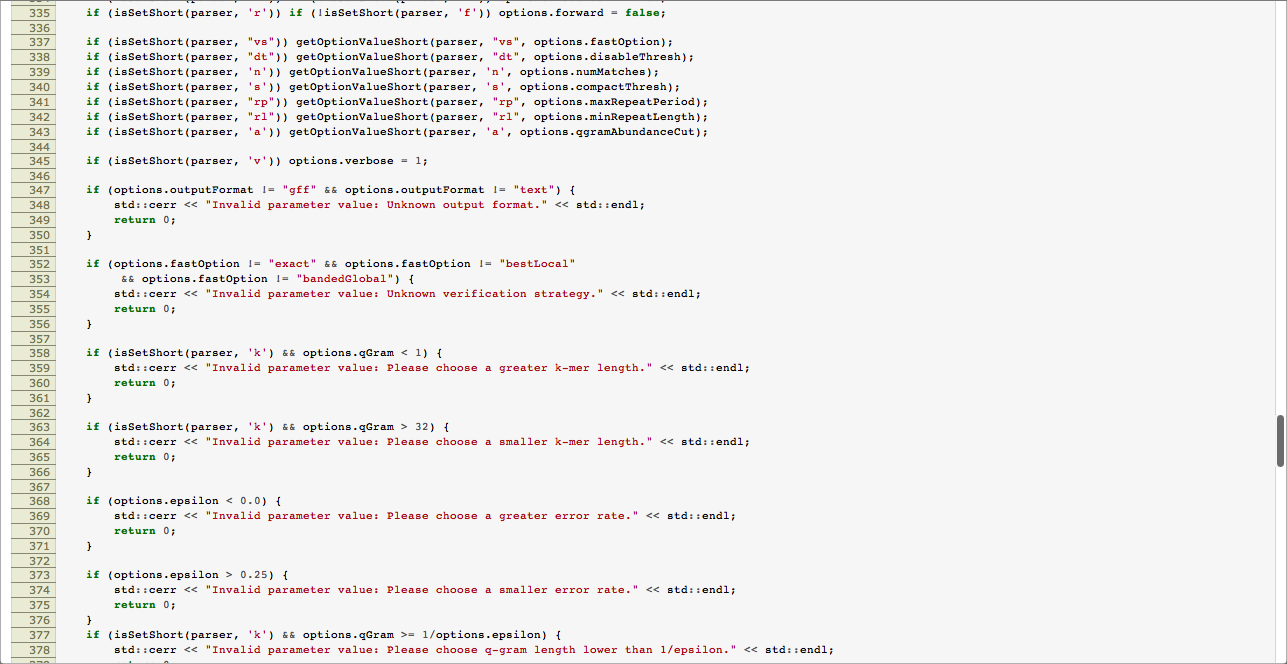 335 if (isSetShort(parser, 'r')) if (!isSetShort(parser, 'f')) options.forward = false;
336
337 if (isSetShort(parser, "vs")) getOptionValueShort(parser, "vs", options.fastOption);
338 if (isSetShort(parser, "dt")) getOptionValueShort(parser, "dt", options.disableThresh);
339 if (isSetShort(parser, 'n')) getOptionValueShort(parser, 'n', options.numMatches);
340 if (isSetShort(parser, 's')) getOptionValueShort(parser, 's', options.compactThresh);
341 if (isSetShort(parser, "rp")) getOptionValueShort(parser, "rp", options.maxRepeatPeriod);
342 if (isSetShort(parser, "rl")) getOptionValueShort(parser, "rl", options.minRepeatLength);
343 if (isSetShort(parser, 'a')) getOptionValueShort(parser, 'a', options.qgramAbundanceCut);
344
345 if (isSetShort(parser, 'v')) options.verbose = 1;
346
347 if (options.outputFormat != "gff" && options.outputFormat != "text") {
348 std::cerr << "Invalid parameter value: Unknown output format." << std::endl;
349 return 0;
350 }
351
352 if (options.fastOption != "exact" && options.fastOption != "bestLocal"
353 && options.fastOption != "bandedGlobal") {
354 std::cerr << "Invalid parameter value: Unknown verification strategy." << std::endl;
355 return 0;
356 }
357
358 if (isSetShort(parser, 'k') && options.qGram < 1) {
359 std::cerr << "Invalid parameter value: Please choose a greater k-mer length." << std::endl;
360 return 0;
361 }
362
363 if (isSetShort(parser, 'k') && options.qGram > 32) {
364 std::cerr << "Invalid parameter value: Please choose a smaller k-mer length." << std::endl;
365 return 0;
366 }
367
368 if (options.epsilon < 0.0) {
369 std::cerr << "Invalid parameter value: Please choose a greater error rate." << std::endl;
370 return 0;
371 }
372
373 if (options.epsilon > 0.25) {
374 std::cerr << "Invalid parameter value: Please choose a smaller error rate." << std::endl;
375 return 0;
376 }
377 if (isSetShort(parser, 'k') && options.qGram >= 1/options.epsilon) {
378 std::cerr << "Invalid parameter value: Please choose q-gram length lower than 1/epsilon." << std::endl;